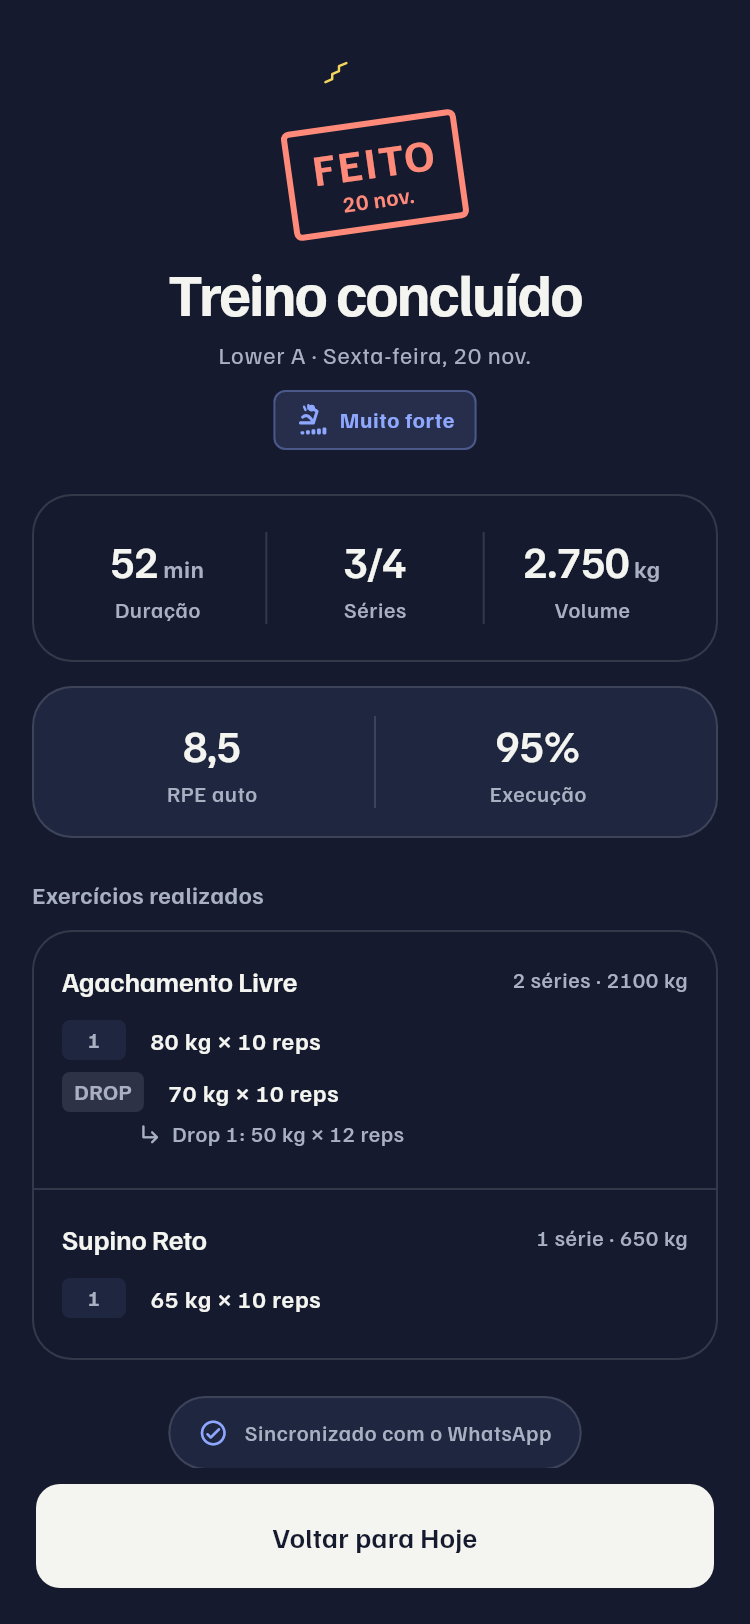 FEITO
20 nov.
Treino concluído
Lower A · Sexta-feira, 20 nov.
Muito forte
52 min
Duração
3/4
Séries
2.750 kg
Volume
8,5
RPE auto
95%
Execução
Exercícios realizados
Agachamento Livre
2 séries · 2100 kg
1
80 kg × 10 reps
DROP
70 kg × 10 reps
↳ Drop 1: 50 kg × 12 reps
Supino Reto
1 série · 650 kg
1
65 kg × 10 reps
Sincronizado com o WhatsApp
Voltar para Hoje